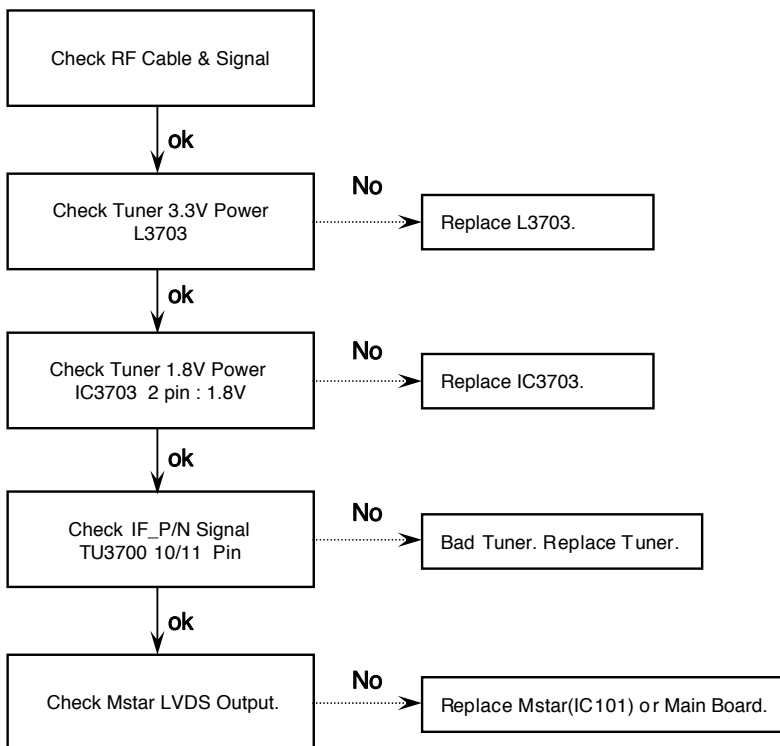 Check RF Cable & Signal
ok
Check Tuner 3.3V Power
L3703
No
Replace L3703.
ok
Check Tuner 1.8V Power
IC3703 2 pin : 1.8V
No
Replace IC3703.
ok
Check IF_P/N Signal
TU3700 10/11 Pin
No
Bad Tuner. Replace Tuner.
ok
Check Mstar LVDS Output.
No
Replace Mstar(IC101) or Main Board.